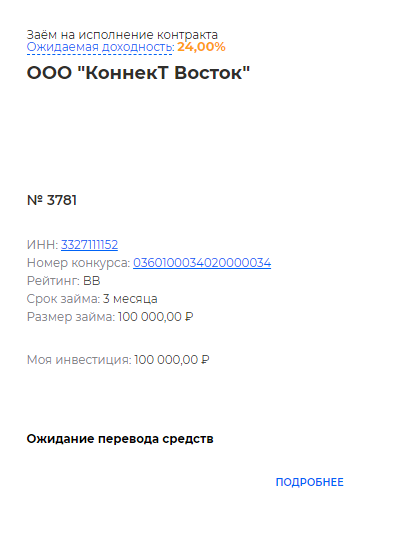 Заём на исполнение контракта
Ожидаемая доходность: 24,00%
ООО "КоннекТ Восток"
№ 3781
ИНН: 3327111152
Номер конкурса: 0360100034020000034
Рейтинг: BB
Срок займа: 3 месяца
Размер займа: 100 000,00 ₽
Моя инвестиция: 100 000,00 ₽
Ожидание перевода средств
ПОДРОБНЕЕ